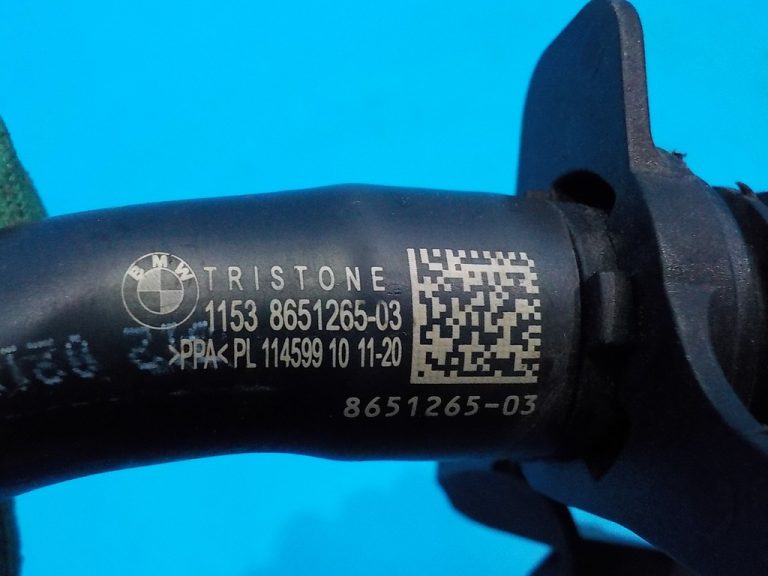 BMW
TRISTONE
1153 8651265-03
>PPA< PL 114599 10 11-20
8651265-03